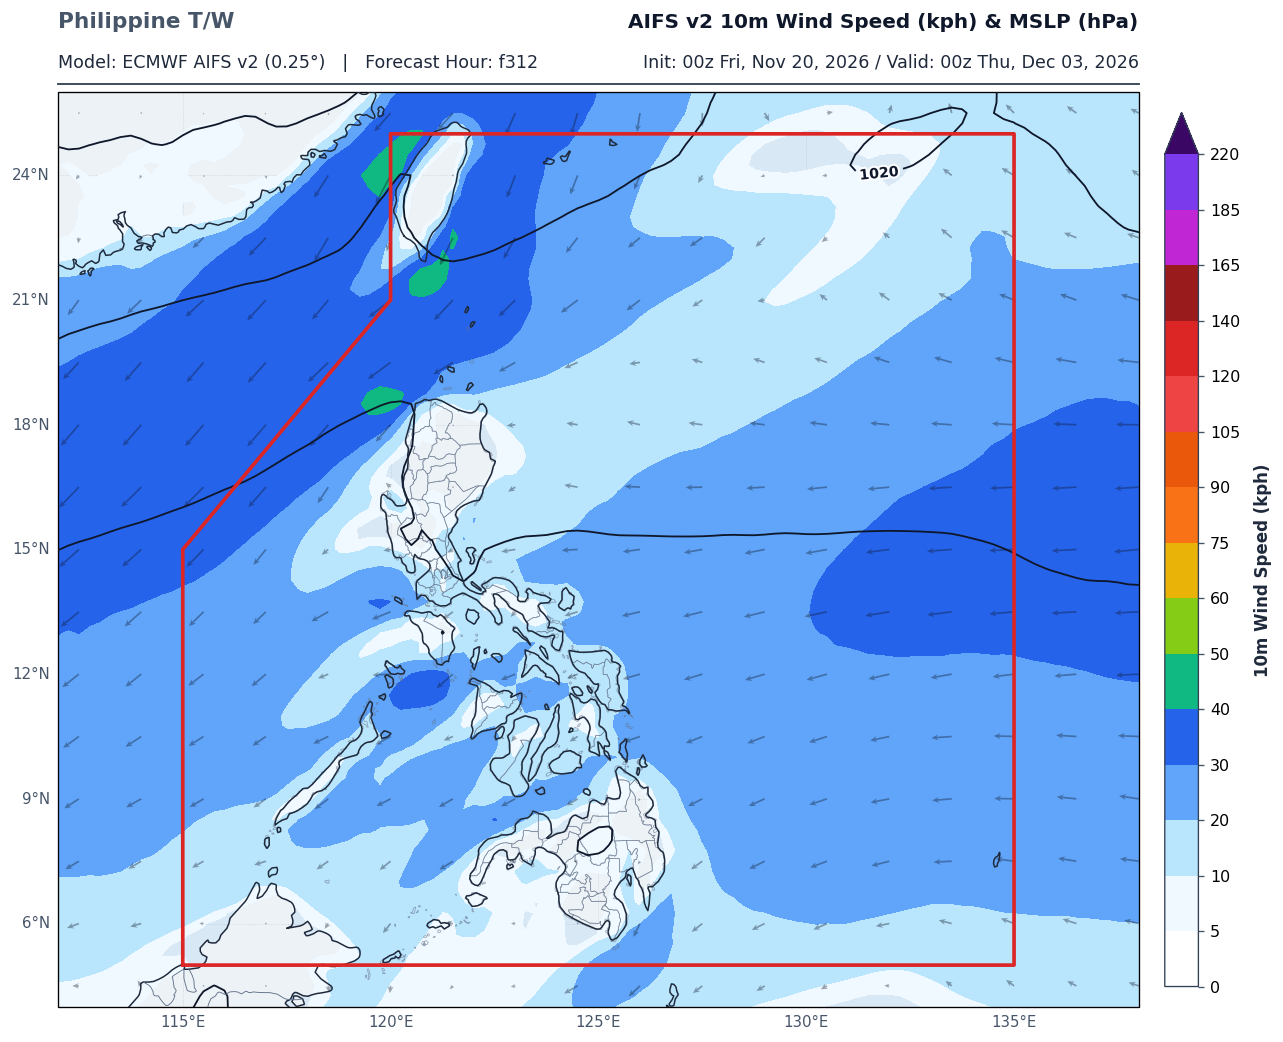 Philippine T/W
AIFS v2 10m Wind Speed (kph) & MSLP (hPa)
Model: ECMWF AIFS v2 (0.25°) | Forecast Hour: f312
Init: 00z Fri, Nov 20, 2026 / Valid: 00z Thu, Dec 03, 2026
24°N
21°N
18°N
15°N
12°N
9°N
6°N
1020
115°E
120°E
125°E
130°E
135°E
220
185
165
140
120
105
90
75
60
50
40
30
20
10
5
0
10m Wind Speed (kph)